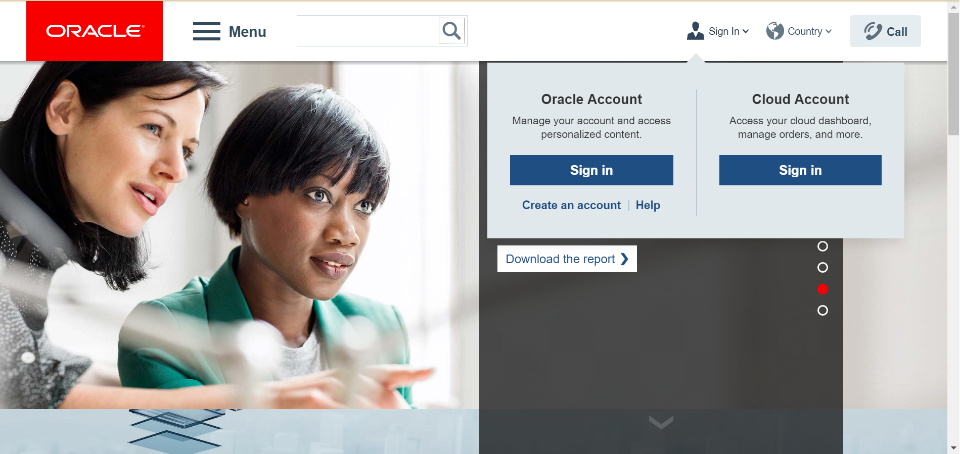 ORACLE
Menu
Sign In
Country
Call
Oracle Account
Manage your account and access
personalized content.
Sign in
Create an account | Help
Cloud Account
Access your cloud dashboard,
manage orders, and more.
Sign in
Download the report